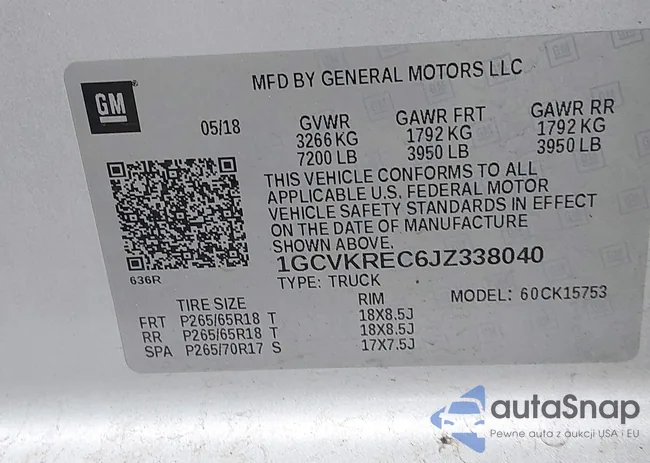 GM
MFD BY GENERAL MOTORS LLC
05/18
GVWR GAWR FRT GAWR RR
3266 KG 1792 KG 1792 KG
7200 LB 3950 LB 3950 LB
THIS VEHICLE CONFORMS TO ALL
APPLICABLE U.S. FEDERAL MOTOR
VEHICLE SAFETY STANDARDS IN EFFECT
ON THE DATE OF MANUFACTURE
SHOWN ABOVE.
1GCVKREC6JZ338040
636R
TYPE: TRUCK
MODEL: 60CK15753
TIRE SIZE RIM
FRT P265/65R18 T 18X8.5J
RR P265/65R18 T 18X8.5J
SPA P265/70R17 S 17X7.5J
autoSnap
Pewne auta z aukcji USA i EU